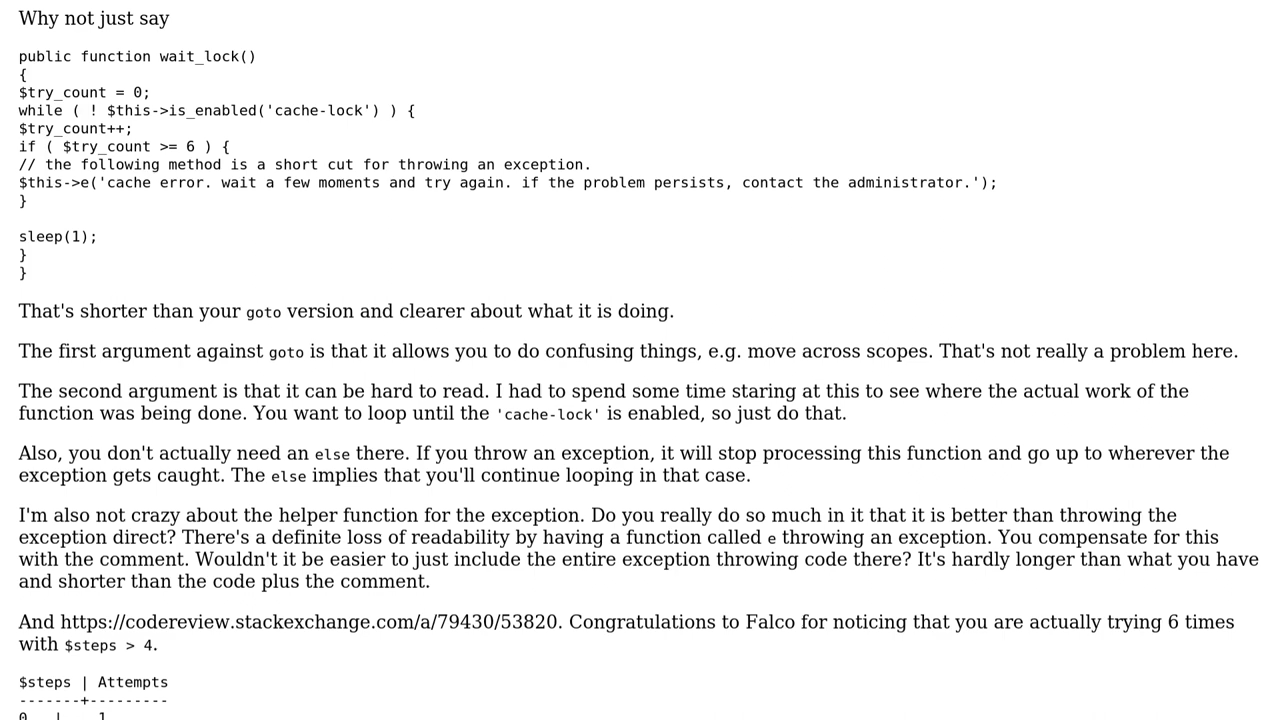 Why not just say
public function wait_lock()
{
$try_count = 0;
while ( ! $this->is_enabled('cache-lock') ) {
$try_count++;
if ( $try_count >= 6 ) {
// the following method is a short cut for throwing an exception.
$this->e('cache error. wait a few moments and try again. if the problem persists, contact the administrator.');
}
sleep(1);
}
}
That's shorter than your goto version and clearer about what it is doing.
The first argument against goto is that it allows you to do confusing things, e.g. move across scopes. That's not really a problem here.
The second argument is that it can be hard to read. I had to spend some time staring at this to see where the actual work of the
function was being done. You want to loop until the 'cache-lock' is enabled, so just do that.
Also, you don't actually need an else there. If you throw an exception, it will stop processing this function and go up to wherever the
exception gets caught. The else implies that you'll continue looping in that case.
I'm also not crazy about the helper function for the exception. Do you really do so much in it that it is better than throwing the
exception direct? There's a definite loss of readability by having a function called e throwing an exception. You compensate for this
with the comment. Wouldn't it be easier to just include the entire exception throwing code there? It's hardly longer than what you have
and shorter than the code plus the comment.
And https://codereview.stackexchange.com/a/79430/53820. Congratulations to Falco for noticing that you are actually trying 6 times
with $steps > 4.
$steps | Attempts
-------+---------
0 | 1